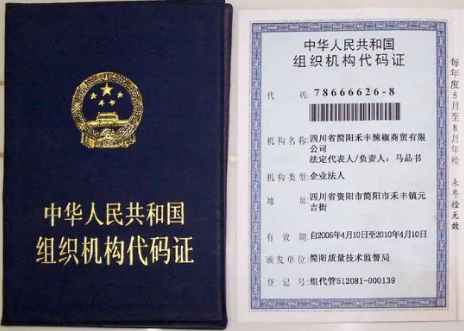 中华人民共和国
组织机构代码证
中华人民共和国
组织机构代码证
代 码: 78666626-8
机构名称: 四川省简阳禾丰辣椒商贸有限公
司
法定代表人/负责人: 马品书
机构类型: 企业法人
地 址: 四川省资阳市简阳市禾丰镇元
吉街
有 效 期: 自2006年4月10日至2010年4月10日
颁发单位: 简阳质量技术监督局
登 记 号: 组代管512081-000139
每年度5月至8月年检 未年检无效